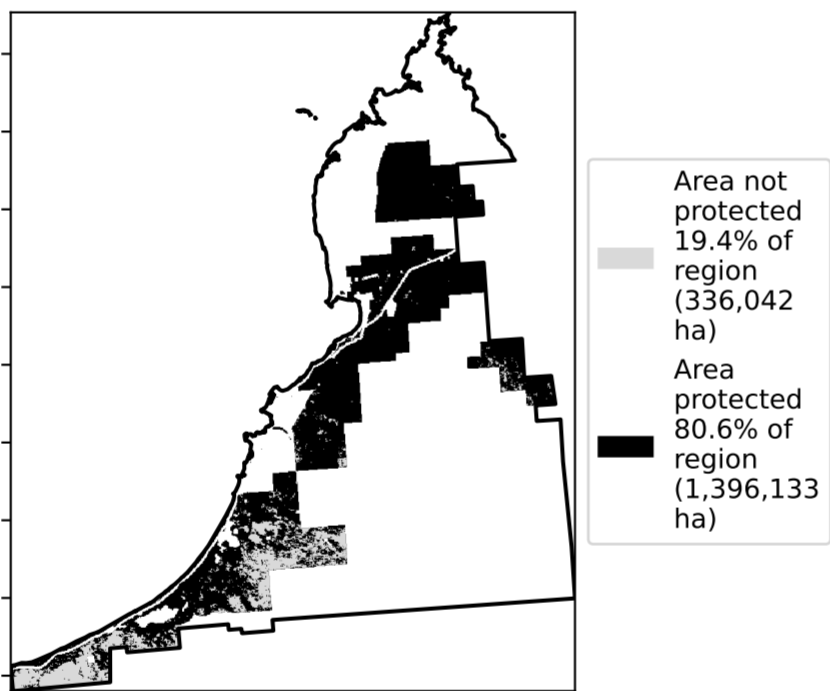 Area not
protected
19.4% of
region
(336,042
ha)
Area
protected
80.6% of
region
(1,396,133
ha)